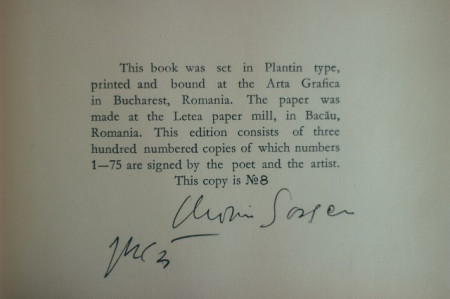 This book was set in Plantin type,
printed and bound at the Arta Grafica
in Bucharest, Romania. The paper was
made at the Letea paper mill, in Bacău,
Romania. This edition consists of three
hundred numbered copies of which numbers
1—75 are signed by the poet and the artist.
This copy is №8